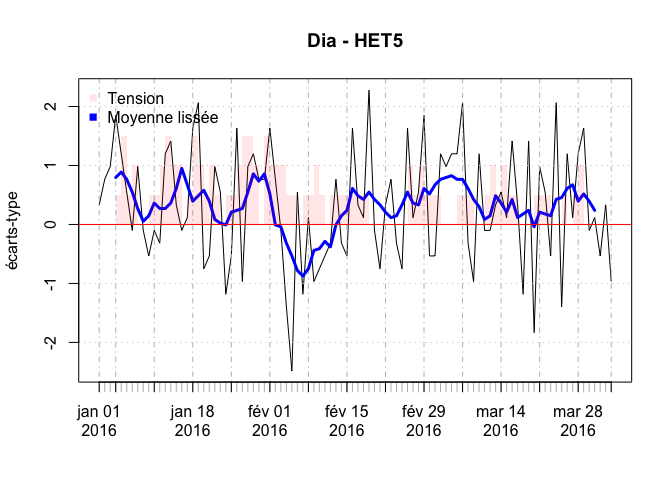 Dia - HET5
Tension
Moyenne lissée
écarts-type
2
1
0
-1
-2
jan 01 2016
jan 18 2016
fév 01 2016
fév 15 2016
fév 29 2016
mar 14 2016
mar 28 2016